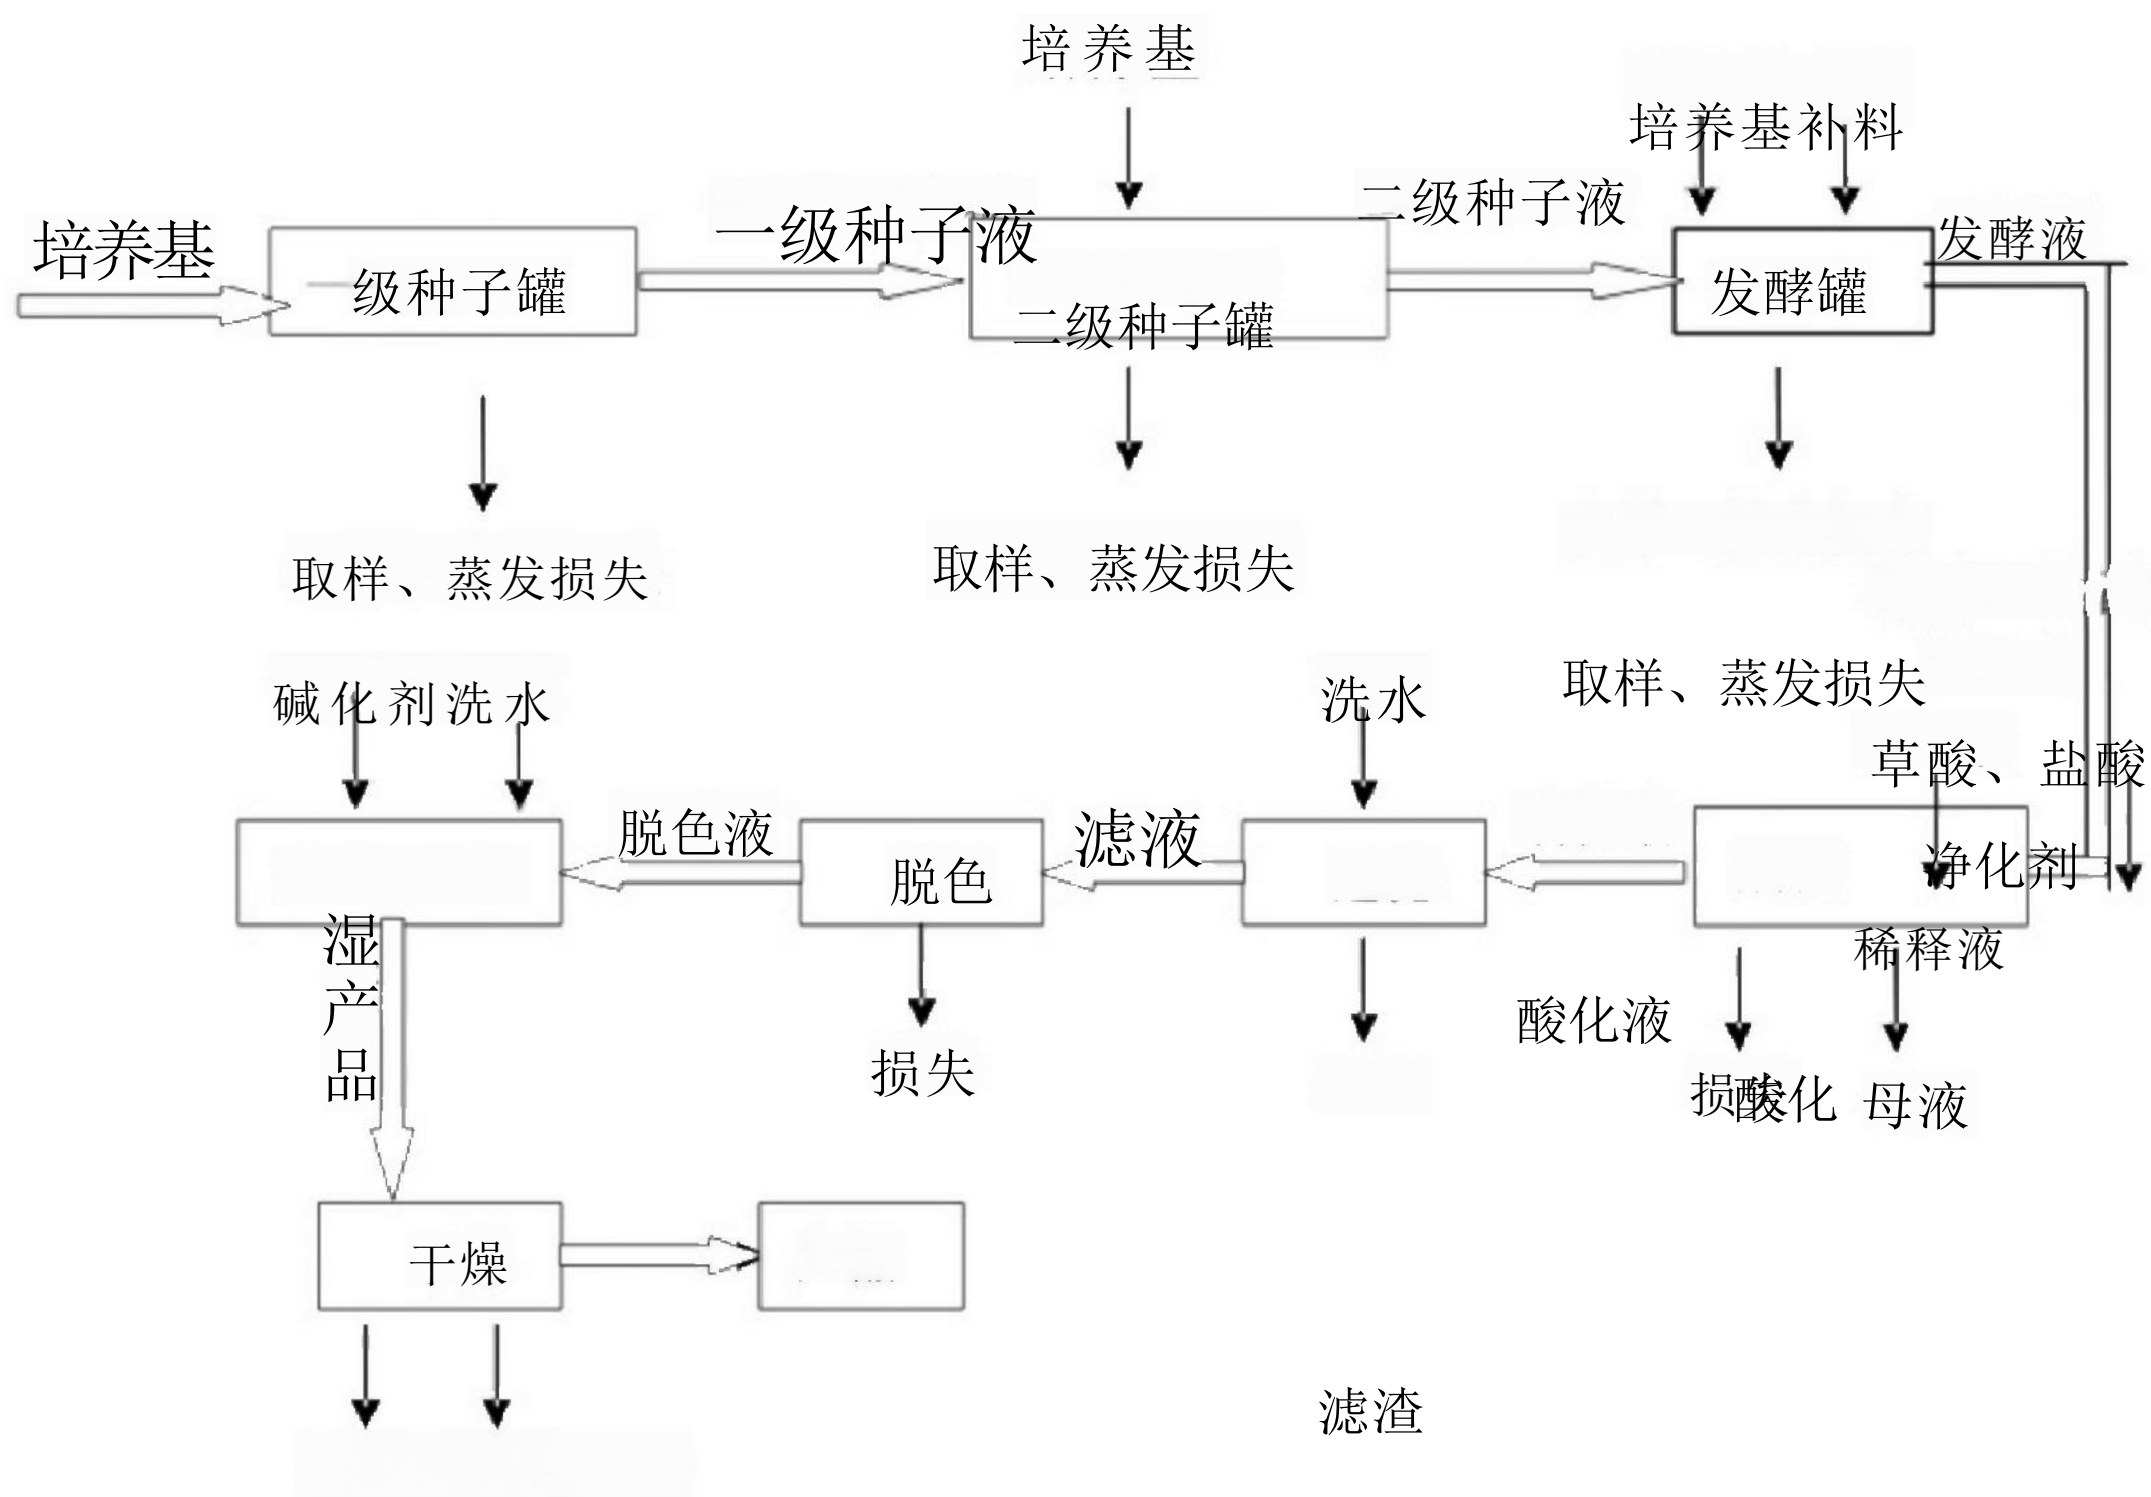 培养基
培养基补料
二级种子液
一级种子液
发酵液
培养基
一级种子罐
发酵罐
二级种子罐
取样、蒸发损失
取样、蒸发损失
取样、蒸发损失
碱化剂洗水
洗水
草酸、盐酸
脱色液
滤液
脱色
净化剂
湿产品
稀释液
酸化液
损失
损失
酸化
母液
干燥
滤渣